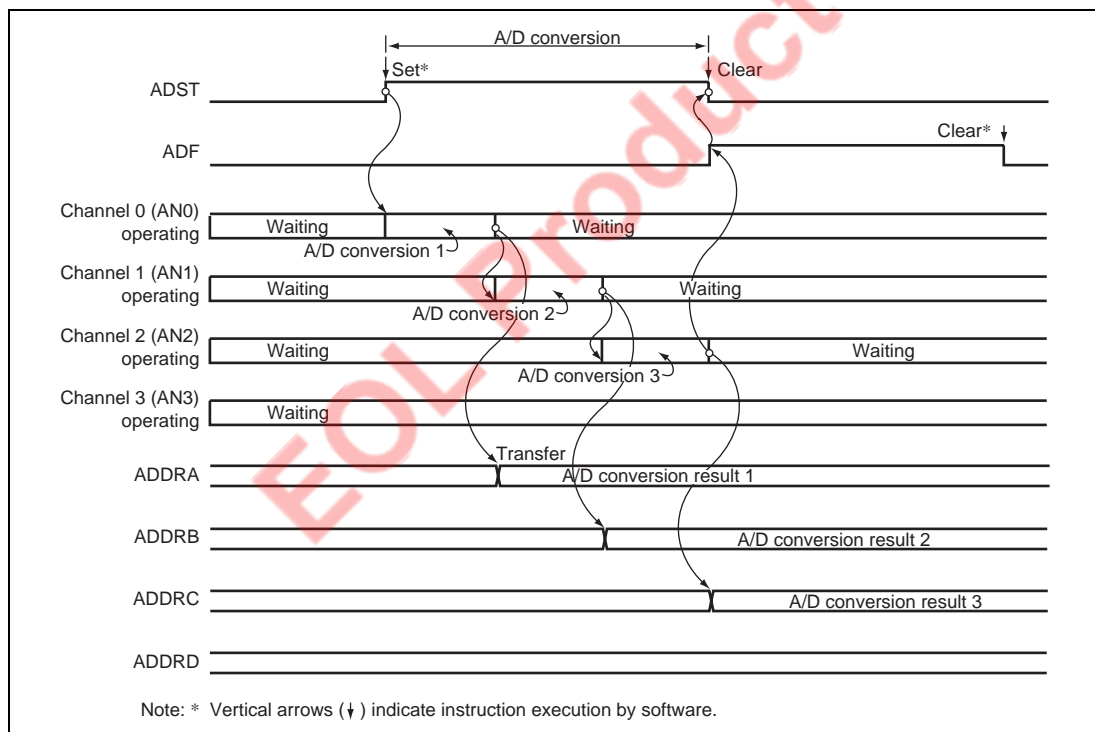 A/D conversion
Set*
Clear
ADST
Clear*
ADF
Channel 0 (AN0)
operating
Waiting
Waiting
A/D conversion 1
Channel 1 (AN1)
operating
Waiting
Waiting
A/D conversion 2
Channel 2 (AN2)
operating
Waiting
Waiting
A/D conversion 3
Channel 3 (AN3)
operating
Waiting
Transfer
ADDRA
A/D conversion result 1
ADDRB
A/D conversion result 2
ADDRC
A/D conversion result 3
ADDRD
Note: * Vertical arrows (↓) indicate instruction execution by software.
EOL Product